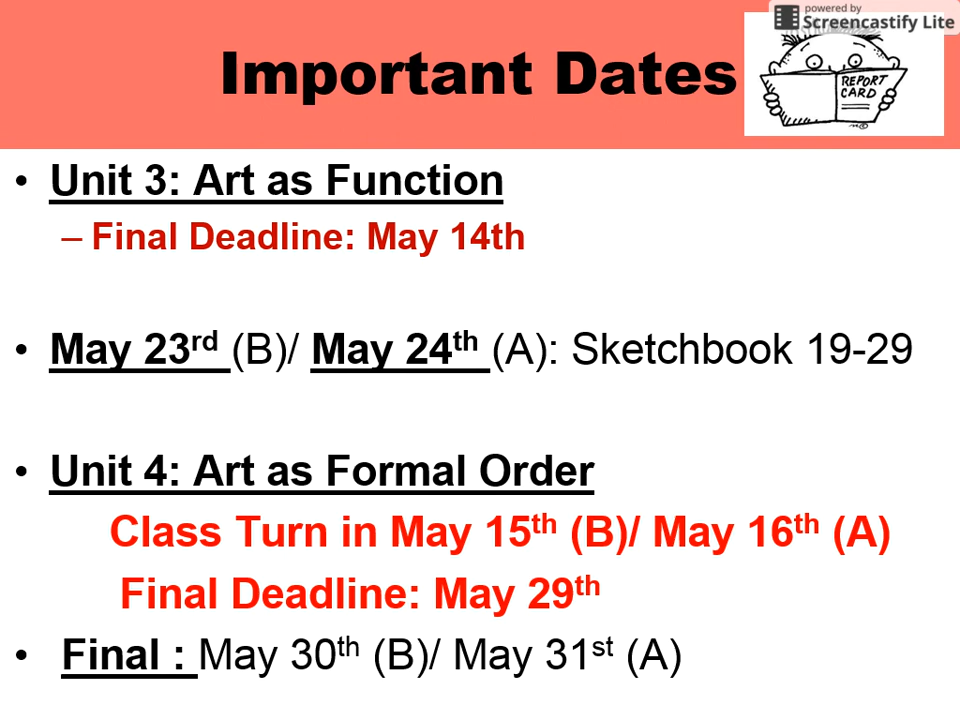 powered by
Screencastify Lite
Important Dates
REPORT
CARD
• Unit 3: Art as Function
– Final Deadline: May 14th
• May 23rd (B)/ May 24th (A): Sketchbook 19-29
• Unit 4: Art as Formal Order
Class Turn in May 15th (B)/ May 16th (A)
Final Deadline: May 29th
• Final : May 30th (B)/ May 31st (A)